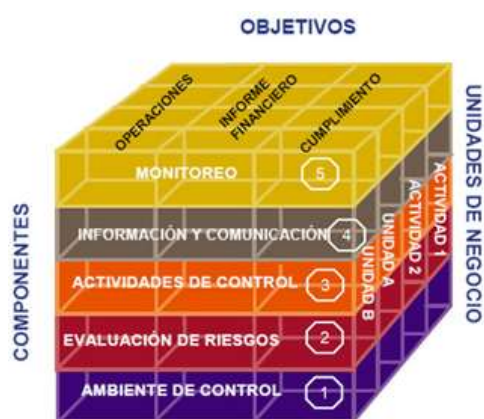 OBJETIVOS
OPERACIONES
INFORME
FINANCIERO
CUMPLIMIENTO
COMPONENTES
MONITOREO 5
INFORMACIÓN Y COMUNICACIÓN 4
ACTIVIDADES DE CONTROL 3
EVALUACIÓN DE RIESGOS 2
AMBIENTE DE CONTROL 1
UNIDAD B
UNIDAD A
ACTIVIDAD 2
ACTIVIDAD 1
UNIDADES DE NEGOCIO